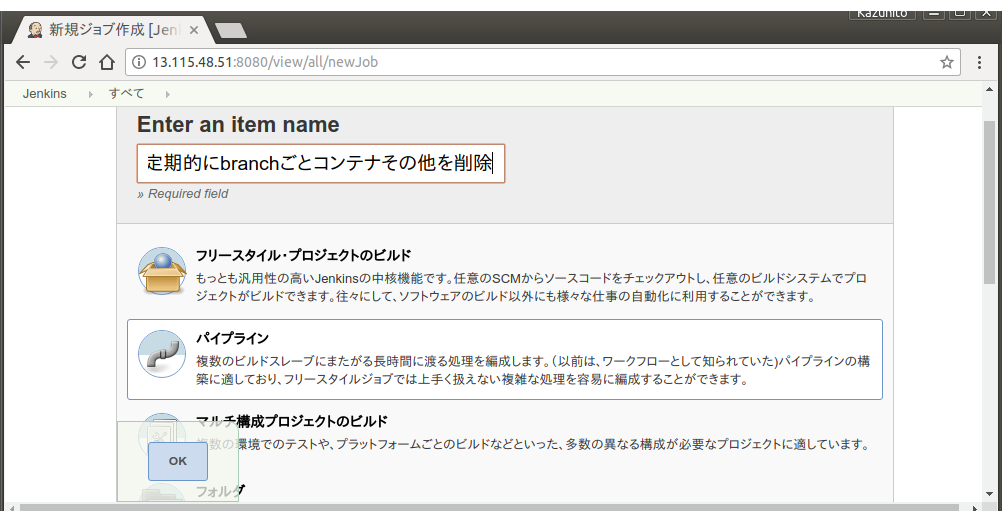 Kazuhito
新規ジョブ作成 [Jen
13.115.48.51:8080/view/all/newJob
Jenkins すべて
Enter an item name
定期的にbranchごとコンテナその他を削除
» Required field
フリースタイル・プロジェクトのビルド
もっとも汎用性の高いJenkinsの中核機能です。任意のSCMからソースコードをチェックアウトし、任意のビルドシステムでプロ
ジェクトがビルドできます。往々にして、ソフトウェアのビルド以外にも様々な仕事の自動化に利用することができます。
パイプライン
複数のビルドスレーブにまたがる長時間に渡る処理を編成します。（以前は、ワークフローとして知られていた)パイプラインの構
築に適しており、フリースタイルジョブでは上手く扱えない複雑な処理を容易に編成することができます。
マルチ構成プロジェクトのビルド
複数の環境でのテストや、プラットフォームごとのビルドなどといった、多数の異なる構成が必要なプロジェクトに適しています。
OK
フォルダ